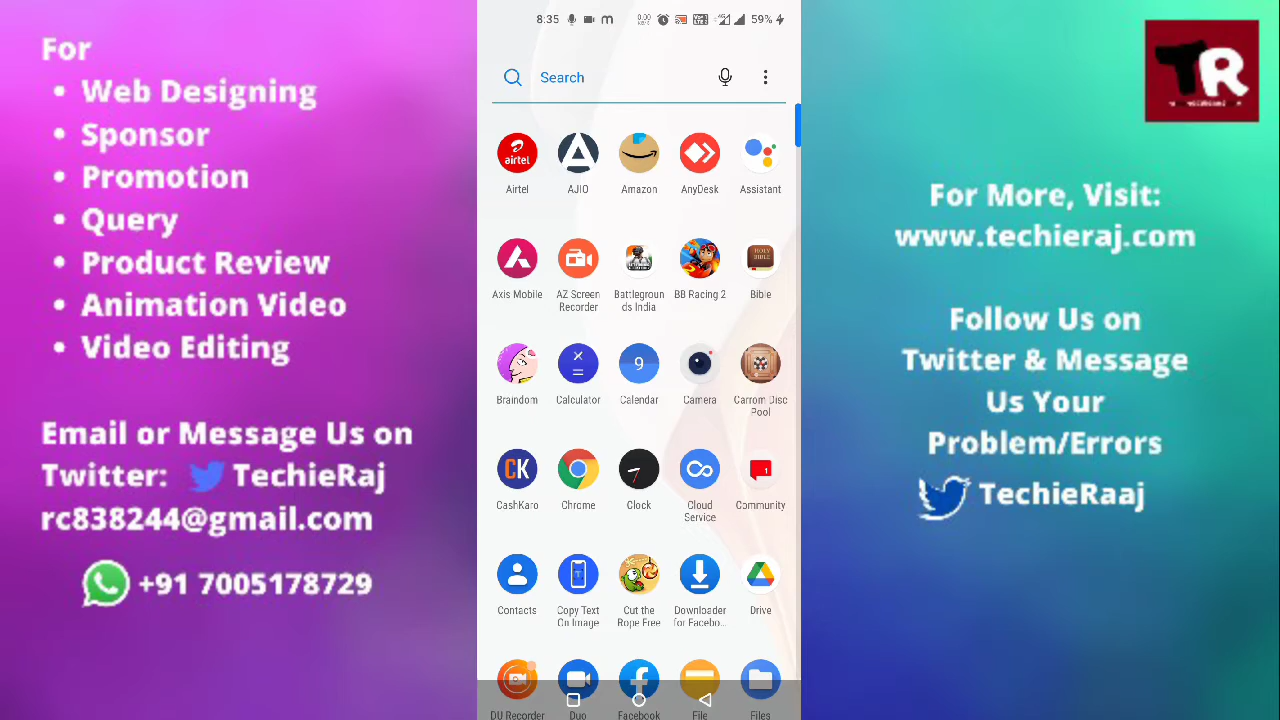 For
• Web Designing
• Sponsor
• Promotion
• Query
• Product Review
• Animation Video
• Video Editing
Email or Message Us on
Twitter: TechieRaj
rc838244@gmail.com
+91 7005178729
8:35
59%
Search
airtel
Airtel
AJIO
Amazon
AnyDesk
Assistant
HOLY
BIBLE
Axis Mobile
AZ Screen
Recorder
Battlegroun
ds India
BB Racing 2
Bible
9
Braindom
Calculator
Calendar
Camera
Carrom Disc
Pool
CK
CashKaro
Chrome
Clock
Cloud
Service
Community
Contacts
Copy Text
On Image
Cut the
Rope Free
Downloader
for Facebo...
Drive
DU Recorder
Duo
Facebook
File
Files
TR
For More, Visit:
www.techieraj.com
Follow Us on
Twitter & Message
Us Your
Problem/Errors
TechieRaaj